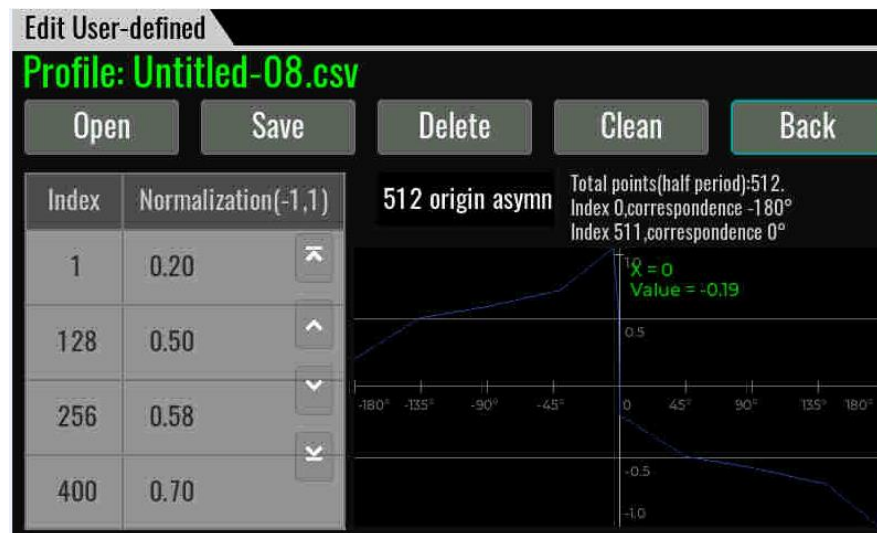 Edit User-defined
Profile: Untitled-08.csv
Open Save Delete Clean Back
Index Normalization(-1,1)
1 0.20
128 0.50
256 0.58
400 0.70
512 origin asymn
Total points(half period):512.
Index 0,correspondence -180°
Index 511,correspondence 0°
1.0
X = 0
Value = -0.19
0.5
-180° -135° -90° -45° 0 45° 90° 135° 180°
-0.5
-1.0